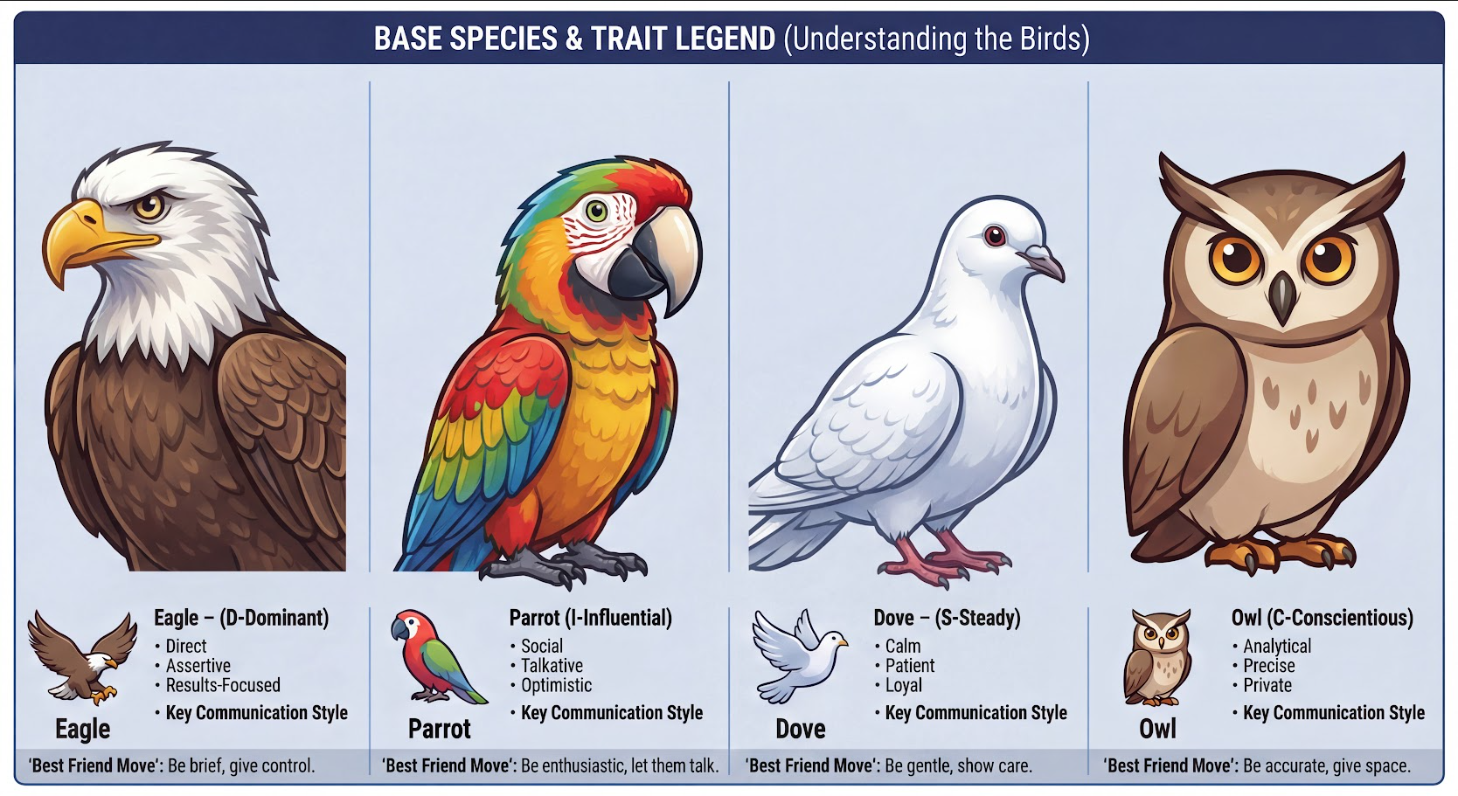 BASE SPECIES & TRAIT LEGEND (Understanding the Birds)
Eagle – (D-Dominant)
• Direct
• Assertive
• Results-Focused
• Key Communication Style
Eagle
'Best Friend Move': Be brief, give control.
Parrot (I-Influential)
• Social
• Talkative
• Optimistic
• Key Communication Style
Parrot
'Best Friend Move': Be enthusiastic, let them talk.
Dove – (S-Steady)
• Calm
• Patient
• Loyal
• Key Communication Style
Dove
'Best Friend Move': Be gentle, show care.
Owl (C-Conscientious)
• Analytical
• Precise
• Private
• Key Communication Style
Owl
'Best Friend Move': Be accurate, give space.